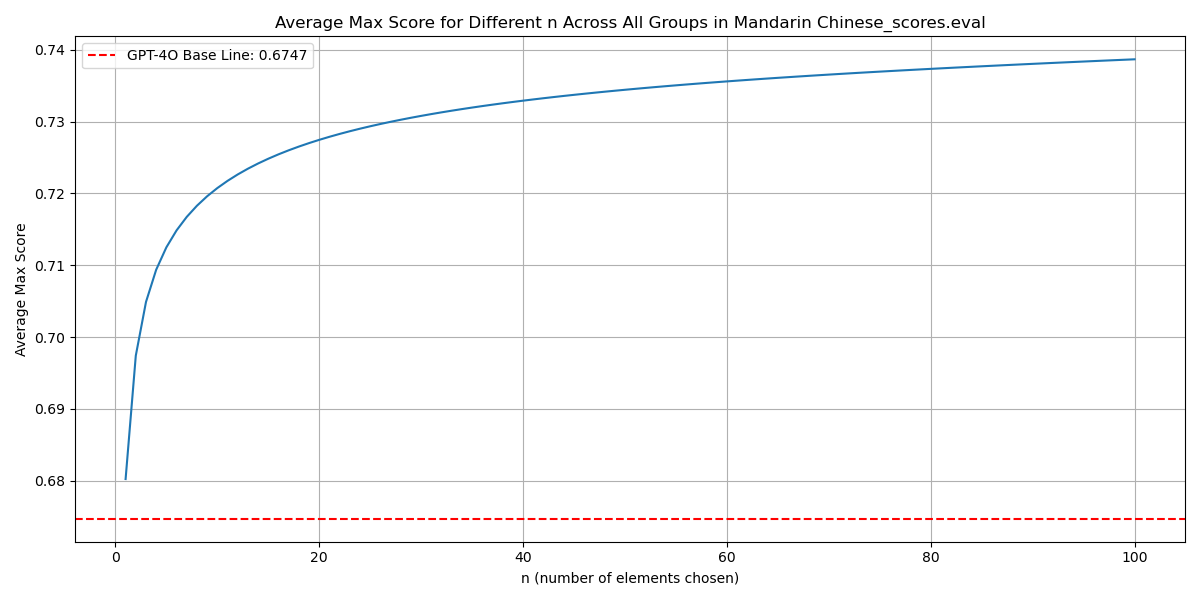 Average Max Score for Different n Across All Groups in Mandarin Chinese_scores.eval
GPT-4O Base Line: 0.6747
0.74
0.73
0.72
0.71
0.70
0.69
0.68
Average Max Score
0 20 40 60 80 100
n (number of elements chosen)